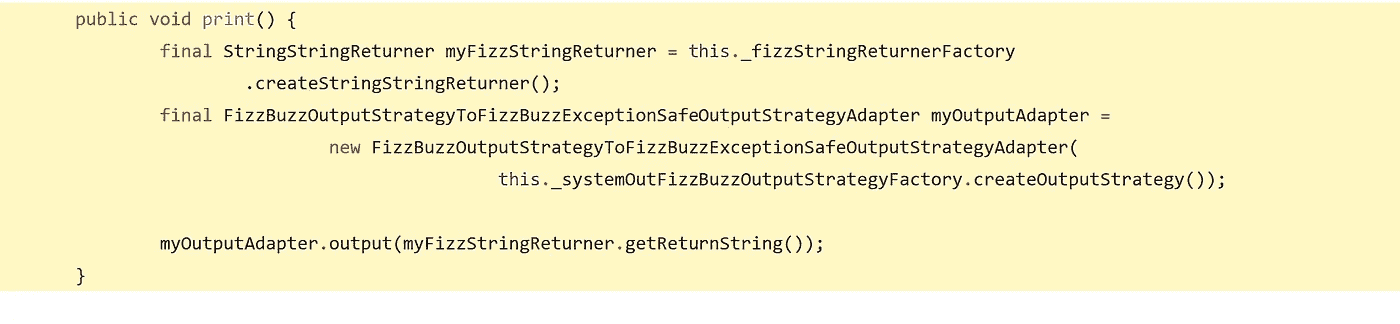 public void print() {
final StringStringReturner myFizzStringReturner = this._fizzStringReturnerFactory
.createStringStringReturner();
final FizzBuzzOutputStrategyToFizzBuzzExceptionSafeOutputStrategyAdapter myOutputAdapter =
new FizzBuzzOutputStrategyToFizzBuzzExceptionSafeOutputStrategyAdapter(
this._systemOutFizzBuzzOutputStrategyFactory.createOutputStrategy());
myOutputAdapter.output(myFizzStringReturner.getReturnString());
}